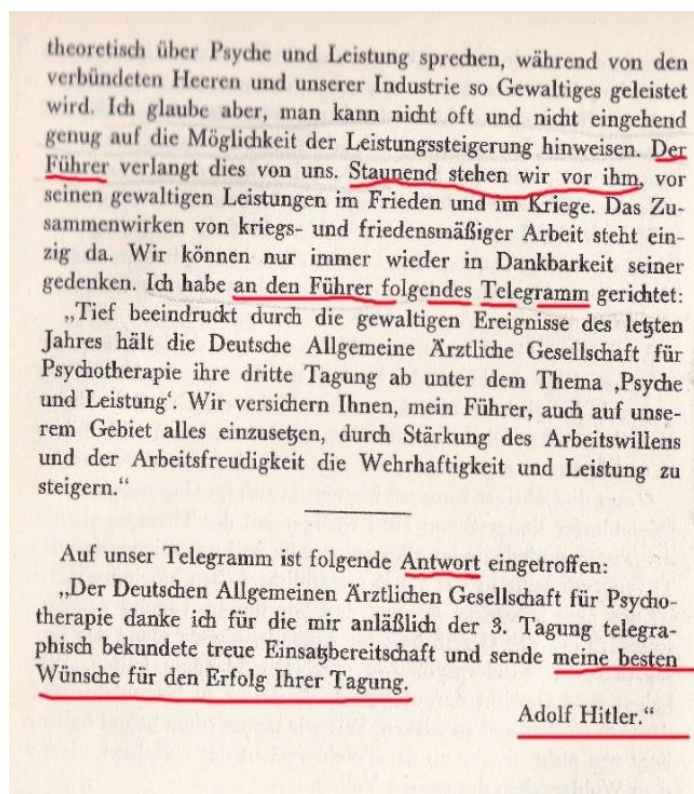 theoretisch über Psyche und Leistung sprechen, während von den
verbündeten Heeren und unserer Industrie so Gewaltiges geleistet
wird. Ich glaube aber, man kann nicht oft und nicht eingehend
genug auf die Möglichkeit der Leistungssteigerung hinweisen. Der
Führer verlangt dies von uns. Staunend stehen wir vor ihm, vor
seinen gewaltigen Leistungen im Frieden und im Kriege. Das Zu-
sammenwirken von kriegs- und friedensmäßiger Arbeit steht ein-
zig da. Wir können nur immer wieder in Dankbarkeit seiner
gedenken. Ich habe an den Führer folgendes Telegramm gerichtet:
„Tief beeindruckt durch die gewaltigen Ereignisse des letzten
Jahres hält die Deutsche Allgemeine Ärztliche Gesellschaft für
Psychotherapie ihre dritte Tagung ab unter dem Thema ‚Psyche
und Leistung‘. Wir versichern Ihnen, mein Führer, auch auf unse-
rem Gebiet alles einzusetzen, durch Stärkung des Arbeitswillens
und der Arbeitsfreudigkeit die Wehrhaftigkeit und Leistung zu
steigern.“
Auf unser Telegramm ist folgende Antwort eingetroffen:
„Der Deutschen Allgemeinen Ärztlichen Gesellschaft für Psycho-
therapie danke ich für die mir anläßlich der 3. Tagung telegra-
phisch bekundete treue Einsatzbereitschaft und sende meine besten
Wünsche für den Erfolg Ihrer Tagung.
Adolf Hitler.“